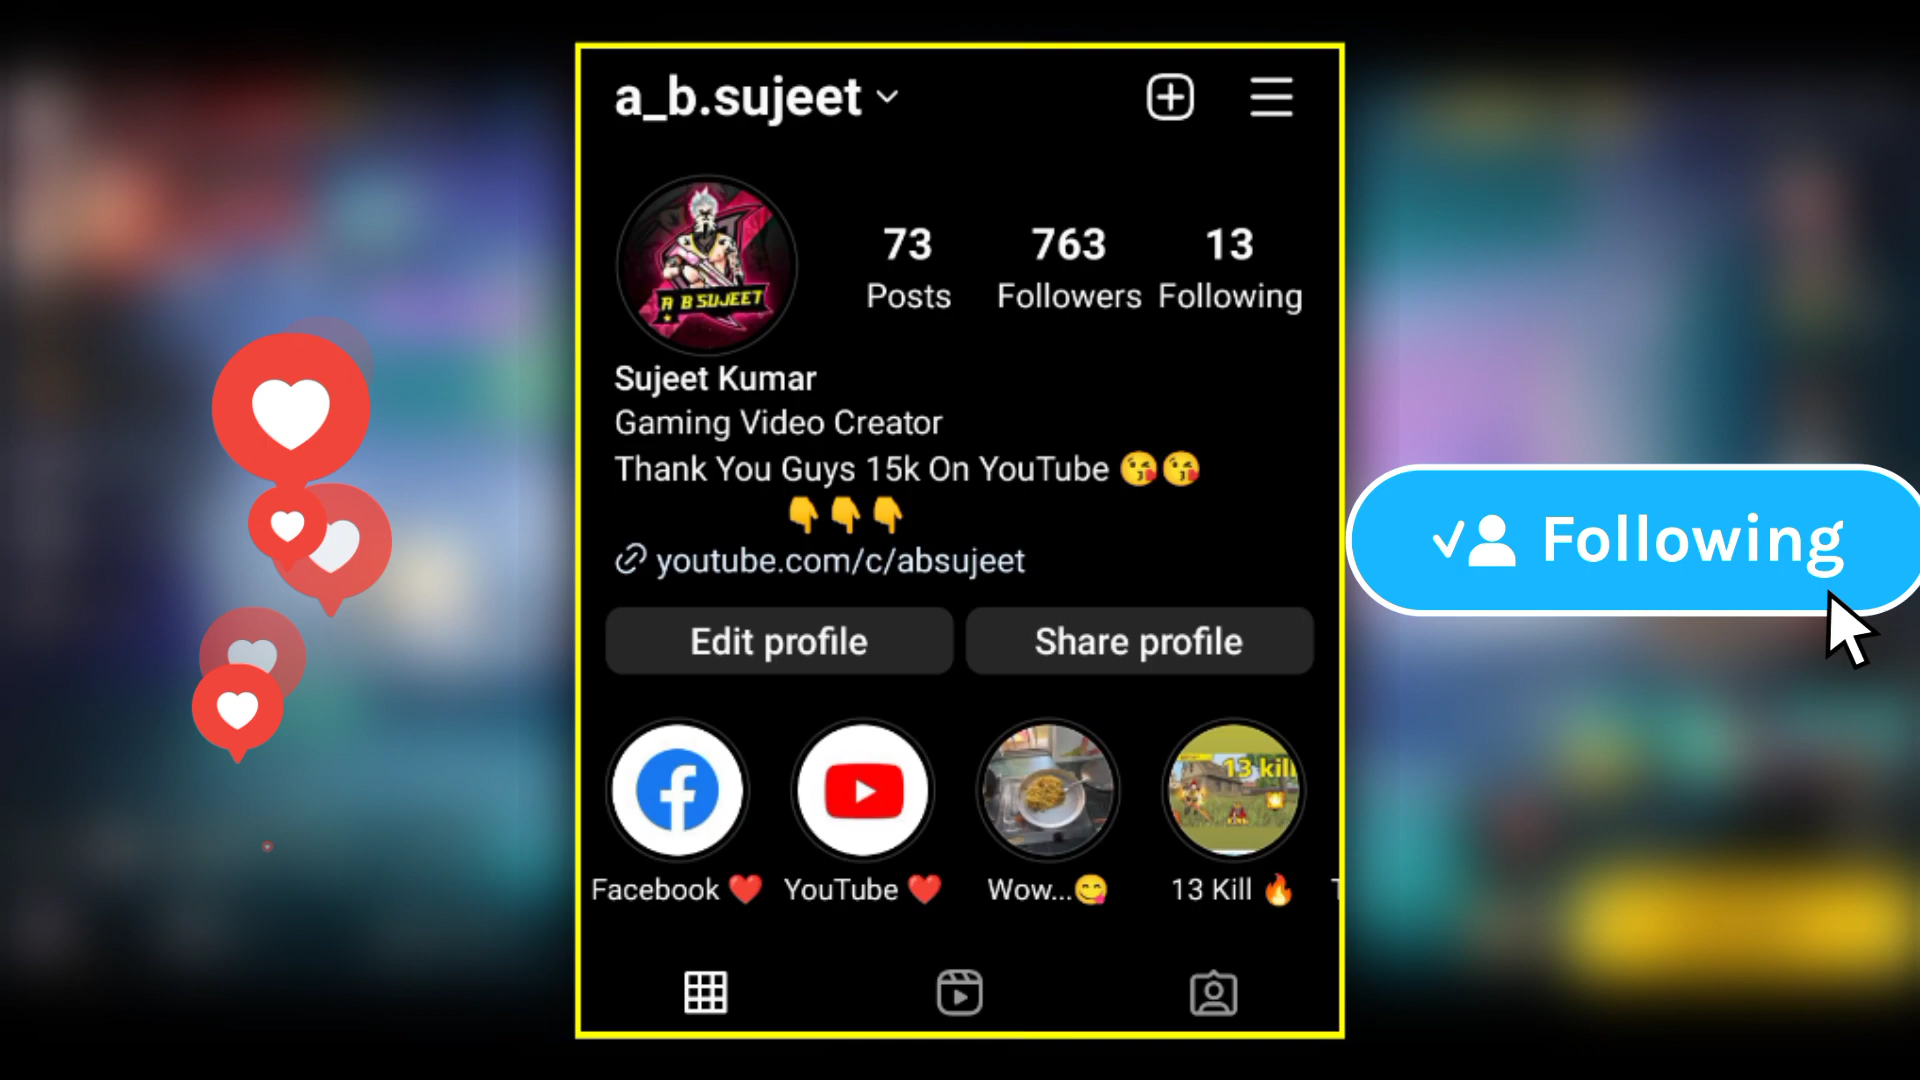 a_b.sujeet
A B SUJEET
73 763 13
Posts Followers Following
Sujeet Kumar
Gaming Video Creator
Thank You Guys 15k On YouTube 😘😘
👇👇👇
youtube.com/c/absujeet
Following
Edit profile Share profile
13 kill
Facebook ❤️ YouTube ❤️ Wow...😋 13 Kill 🔥